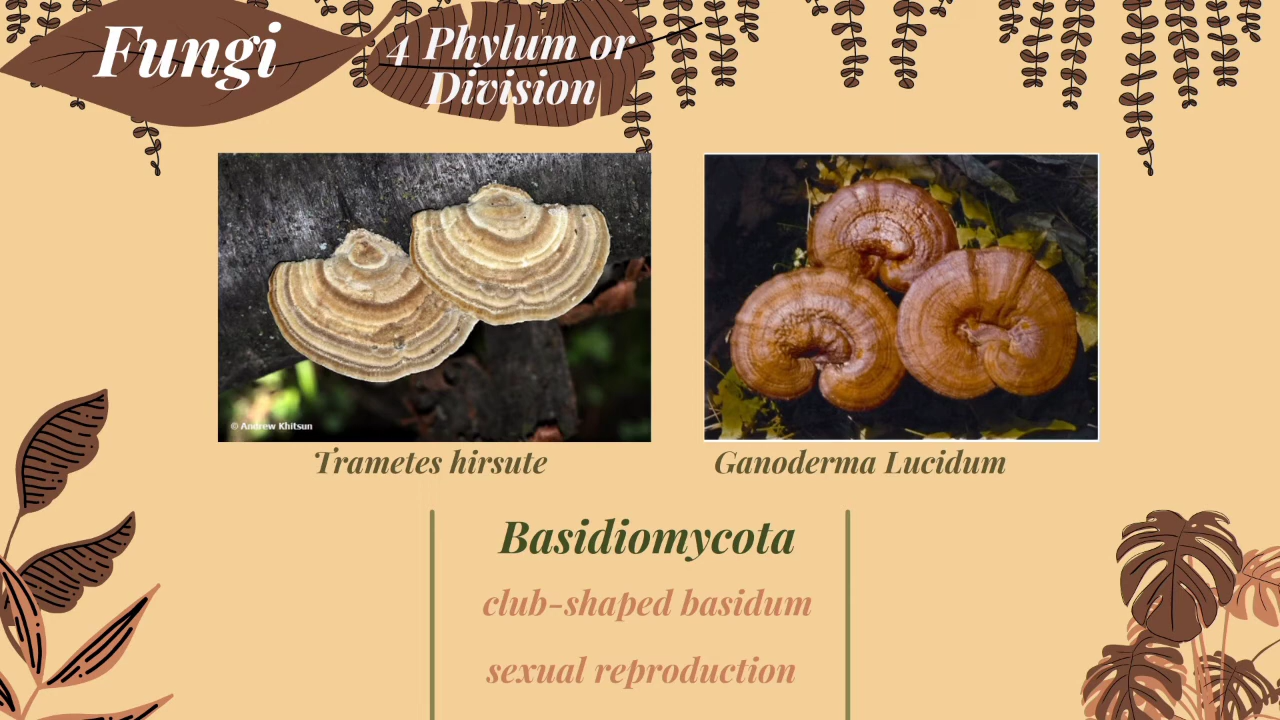 Fungi
4 Phylum or
Division
© Andrew Khitsun
Trametes hirsute
Ganoderma Lucidum
Basidiomycota
club-shaped basidum
sexual reproduction